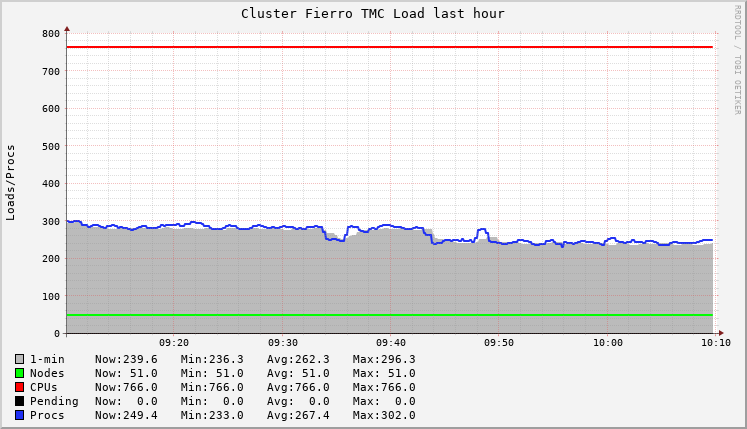 Cluster Fierro TMC Load last hour
RRDTOOL / TOBI OETIKER
Loads/Procs
800
700
600
500
400
300
200
100
0
09:20 09:30 09:40 09:50 10:00 10:10
1-min Now:239.6 Min:236.3 Avg:262.3 Max:296.3
Nodes Now: 51.0 Min: 51.0 Avg: 51.0 Max: 51.0
CPUs Now:766.0 Min:766.0 Avg:766.0 Max:766.0
Pending Now: 0.0 Min: 0.0 Avg: 0.0 Max: 0.0
Procs Now:249.4 Min:233.0 Avg:267.4 Max:302.0